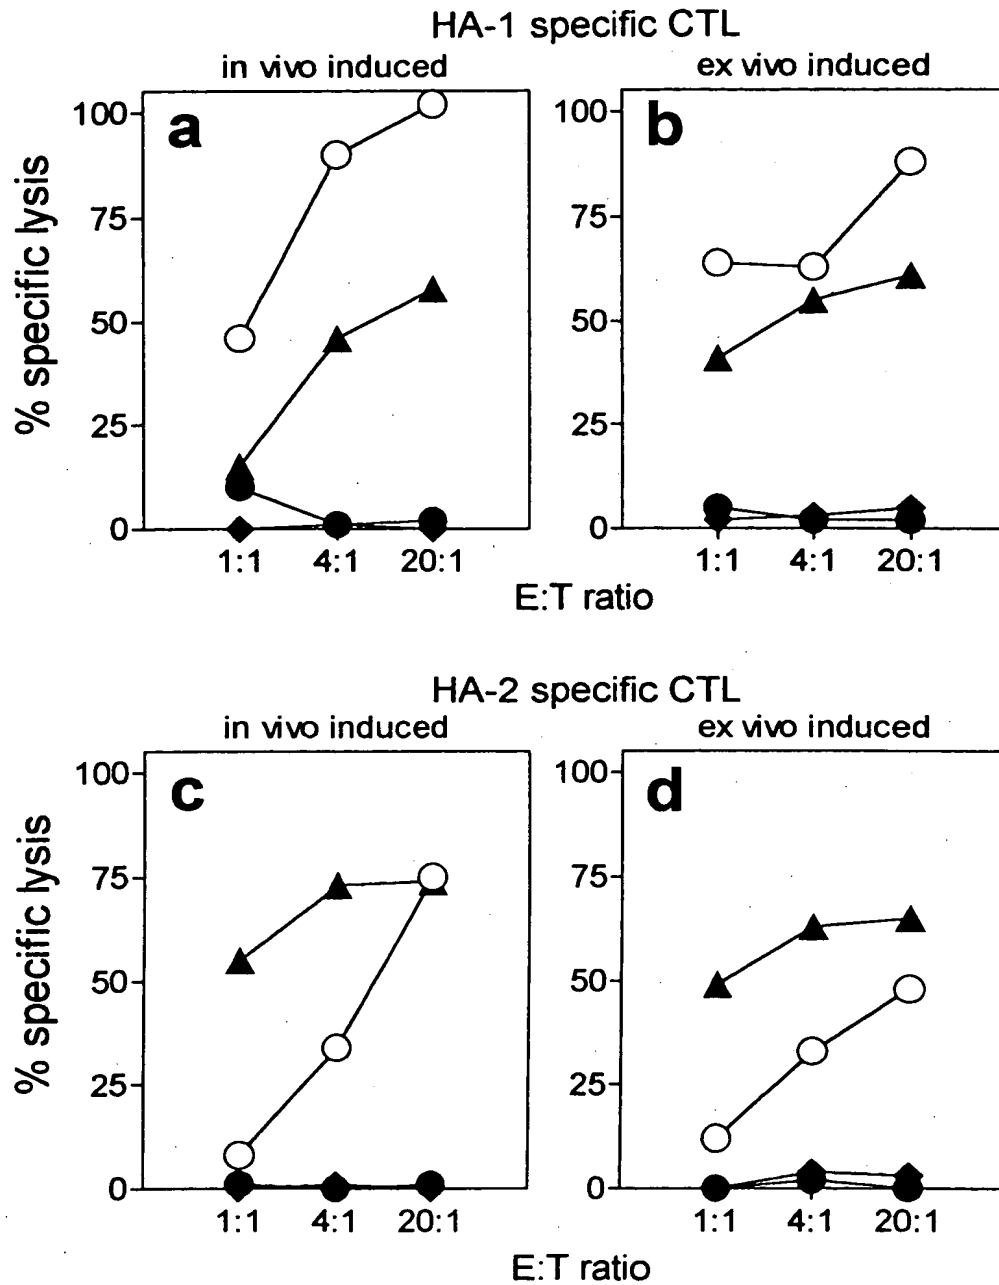 HA-1 specific CTL
in vivo induced
ex vivo induced
a
b
% specific lysis
100
75
50
25
0
100
75
50
25
0
1:1 4:1 20:1
1:1 4:1 20:1
E:T ratio
HA-2 specific CTL
in vivo induced
ex vivo induced
c
d
% specific lysis
100
75
50
25
0
100
75
50
25
0
1:1 4:1 20:1
1:1 4:1 20:1
E:T ratio